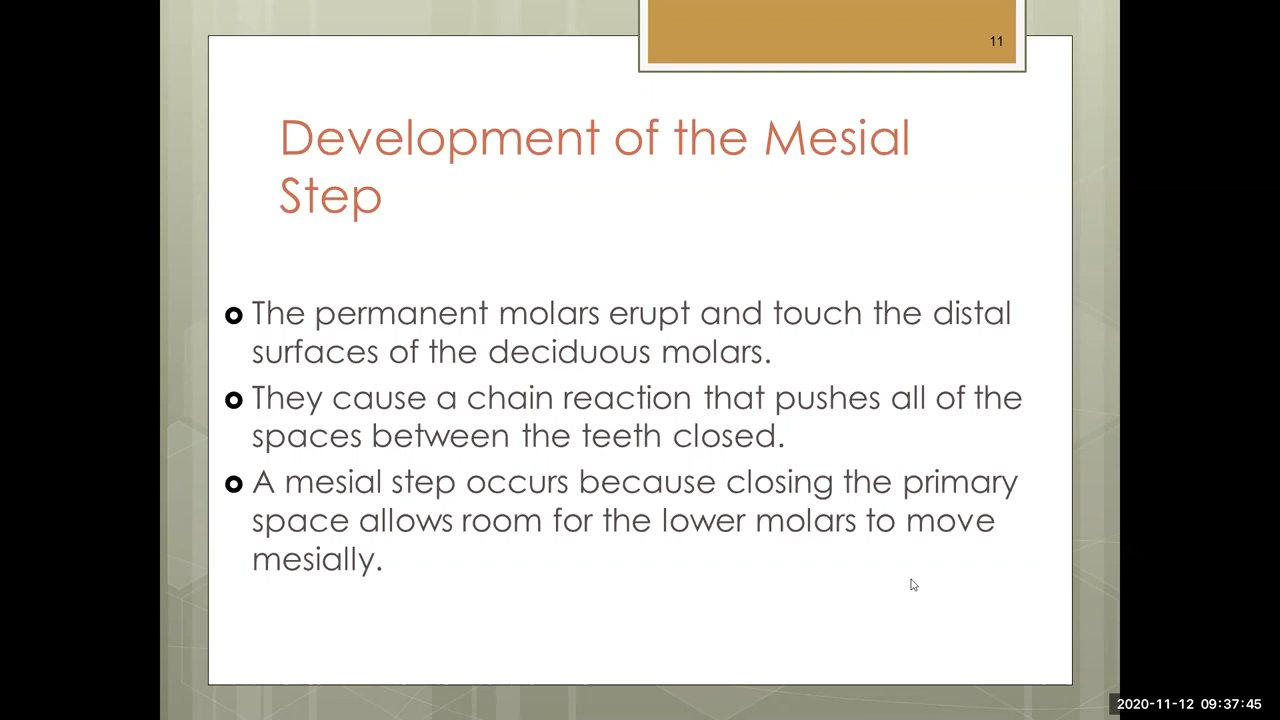 11
Development of the Mesial
Step
The permanent molars erupt and touch the distal
surfaces of the deciduous molars.
They cause a chain reaction that pushes all of the
spaces between the teeth closed.
A mesial step occurs because closing the primary
space allows room for the lower molars to move
mesially.
2020-11-12 09:37:45